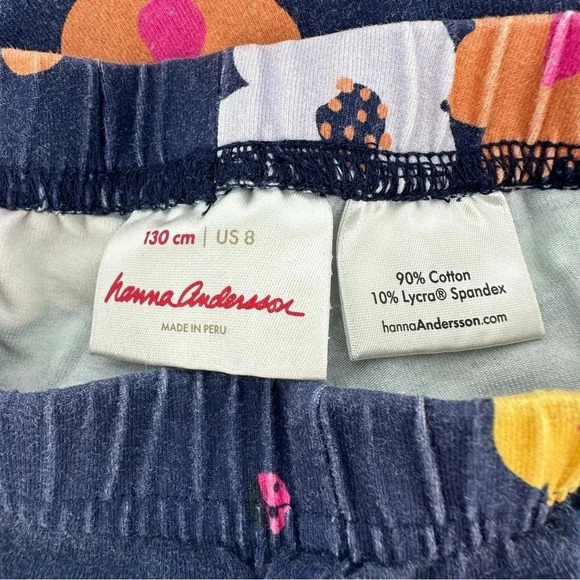 130 cm | US 8
hanna Andersson
MADE IN PERU
90% Cotton
10% Lycra® Spandex
hannaAndersson.com